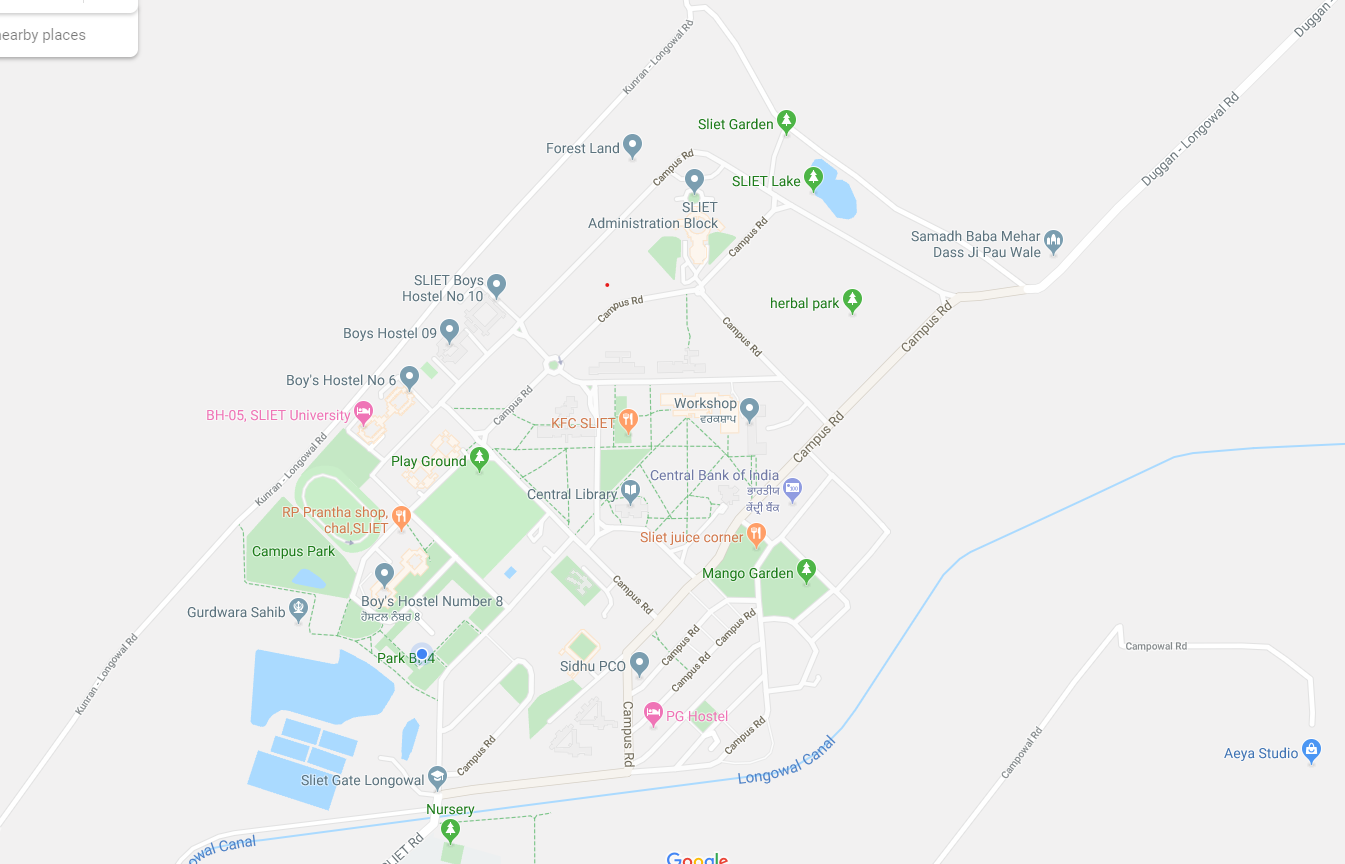 nearby places
Duggan - Longowal Rd
Kunran - Longowal Rd
Duggan - Longowal Rd
Sliet Garden
Forest Land
Campus Rd
SLIET Lake
SLIET
Administration Block
Campus Rd
Samadh Baba Mehar
Dass Ji Pau Wale
SLIET Boys
Hostel No 10
Campus Rd
herbal park
Campus Rd
Boys Hostel 09
Campus Rd
Boy's Hostel No 6
Campus Rd
BH-05, SLIET University
Workshop
ਵਰਕਸ਼ਾਪ
KFC SLIET
Campus Rd
Kunran - Longowal Rd
Play Ground
Central Bank of India
ਭਾਰਤੀਯ
ਕੇਂਦ੍ਰੀ ਬੈਂਕ
Central Library
RP Prantha shop,
chal,SLIET
Sliet juice corner
Campus Park
Mango Garden
Campus Rd
Boy's Hostel Number 8
ਹੋਸਟਲ ਨੰਬਰ 8
Gurdwara Sahib
Campus Rd
Campus Rd
Campowal Rd
Park BH4
Sidhu PCO
Campus Rd
Kunran - Longowal Rd
PG Hostel
Campus Rd
Campus Rd
Campus Rd
Campowal Rd
Aeya Studio
Longowal Canal
Sliet Gate Longowal
Nursery
SLIET Rd
owal Canal
Google